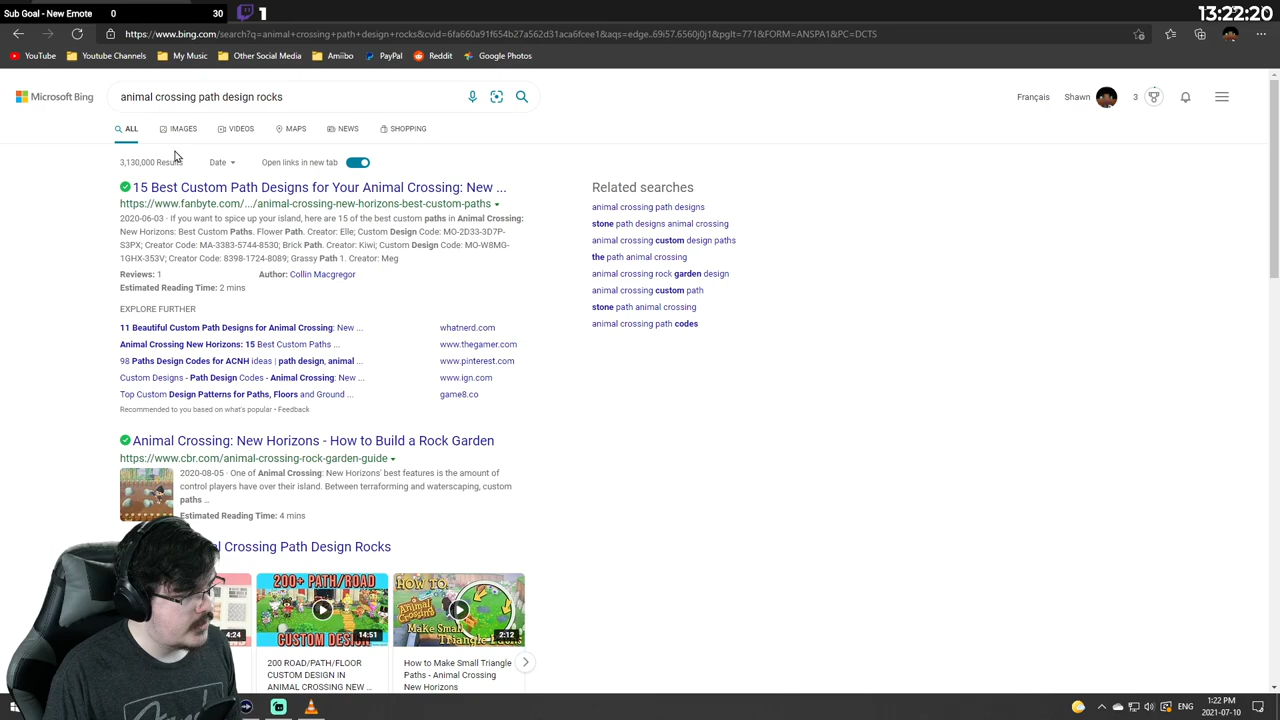 Sub Goal - New Emote 0 30 1 13:22:20
https://www.bing.com/search?q=animal+crossing+path+design+rocks&cvid=6fa660a91f654b27a562d31aca6fcee1&aqs=edge..69i57.6560j0j1&pglt=771&FORM=ANSPA1&PC=DCTS
YouTube YouTube Channels My Music Other Social Medias Amiibo PayPal Reddit Google Photos
Microsoft Bing
animal crossing path design rocks
Français Shawn 3
ALL IMAGES VIDEOS MAPS NEWS SHOPPING
3,130,000 Results Date Open links in new tab
15 Best Custom Path Designs for Your Animal Crossing: New ...
https://www.fanbyte.com/.../animal-crossing-new-horizons-best-custom-paths
2020-06-03 · If you want to spice up your island, here are 15 of the best custom paths in Animal Crossing:
New Horizons: Best Custom Paths. Flower Path. Creator: Elle; Custom Design Code: MO-2D33-3D7P-
S3PX; Creator Code: MA-3383-5744-8530; Brick Path. Creator: Kiwi; Custom Design Code: MO-W8MG-
1GHX-353V; Creator Code: 8398-1724-8089; Grassy Path 1. Creator: Meg
Reviews: 1 Author: Collin Macgregor
Estimated Reading Time: 2 mins
EXPLORE FURTHER
11 Beautiful Custom Path Designs for Animal Crossing: New ... whatnerd.com
Animal Crossing New Horizons: 15 Best Custom Paths ... www.thegamer.com
98 Paths Design Codes for ACNH ideas | path design, animal ... www.pinterest.com
Custom Designs - Path Design Codes - Animal Crossing: New ... www.ign.com
Top Custom Design Patterns for Paths, Floors and Ground ... game8.co
Recommended to you based on what's popular • Feedback
Animal Crossing: New Horizons - How to Build a Rock Garden
https://www.cbr.com/animal-crossing-rock-garden-guide
2020-08-05 · One of Animal Crossing: New Horizons' best features is the amount of
control players have over their island. Between terraforming and waterscaping, custom
paths ...
Estimated Reading Time: 4 mins
Crossing Path Design Rocks
4:24
200+ PATH/ROAD
CUSTOM DESIGN
14:51
HOW TO
Animal Crossing
Make Small
Triangle Paths
2:12
200 ROAD/PATH/FLOOR
CUSTOM DESIGN IN
ANIMAL CROSSING NEW ...
How to Make Small Triangle
Paths - Animal Crossing
New Horizons
Related searches
animal crossing path designs
stone path designs animal crossing
animal crossing custom design paths
the path animal crossing
animal crossing rock garden design
animal crossing custom path
stone path animal crossing
animal crossing path codes
ENG 1:22 PM
2021-07-10